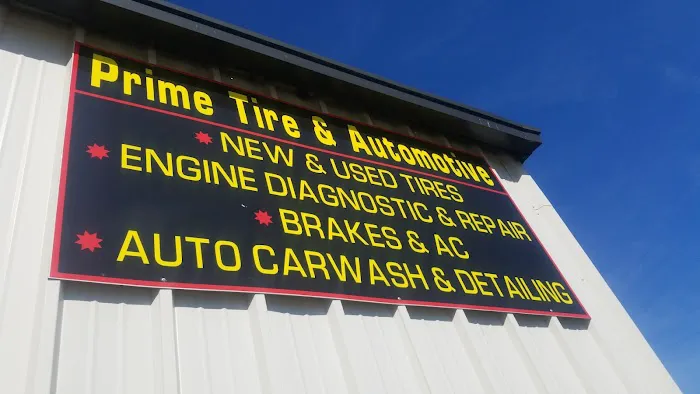 Prime Tire & Automotive
NEW & USED TIRES
ENGINE DIAGNOSTIC & REPAIR
BRAKES & AC
AUTO CARWASH & DETAILING